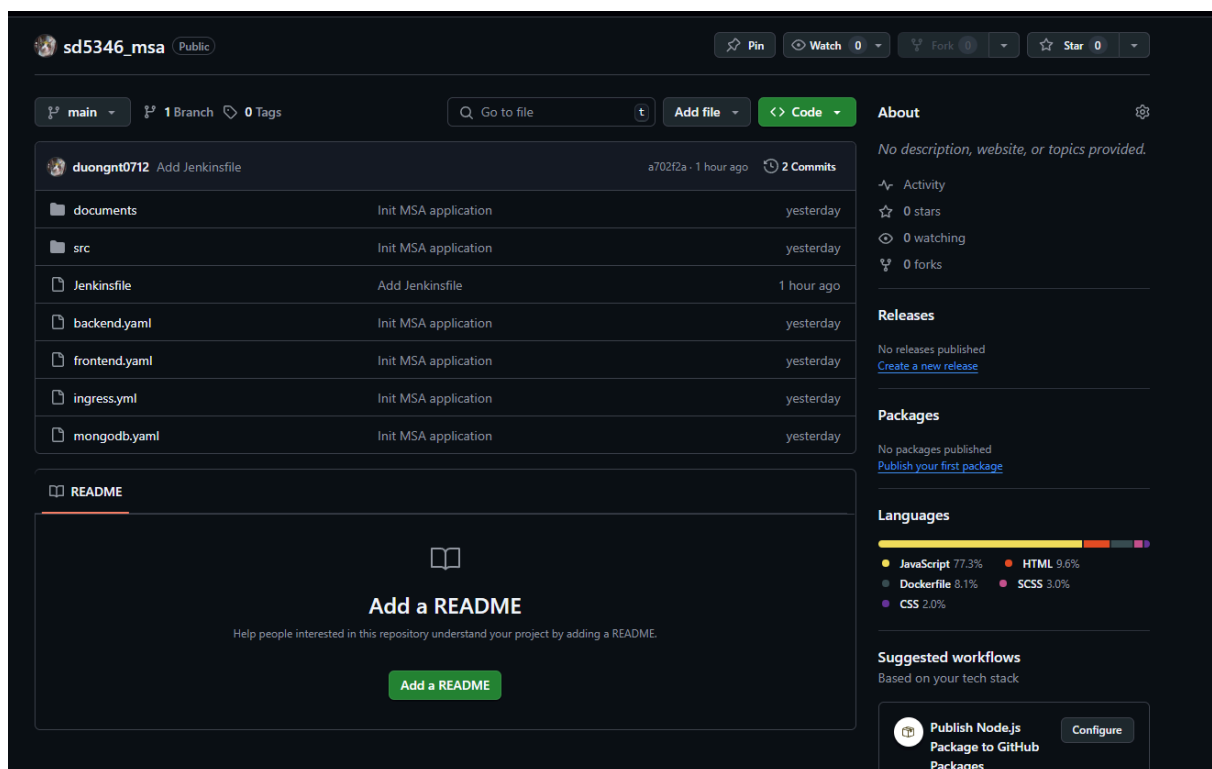 sd5346_msa Public
Pin Watch 0 Fork 0 Star 0
main 1 Branch 0 Tags Go to file t Add file Code
duongnt0712 Add Jenkinsfile a702f2a · 1 hour ago 2 Commits
documents Init MSA application yesterday
src Init MSA application yesterday
Jenkinsfile Add Jenkinsfile 1 hour ago
backend.yaml Init MSA application yesterday
frontend.yaml Init MSA application yesterday
ingress.yml Init MSA application yesterday
mongodb.yaml Init MSA application yesterday
README
Add a README
Help people interested in this repository understand your project by adding a README.
Add a README
About
No description, website, or topics provided.
Activity
0 stars
0 watching
0 forks
Releases
No releases published
Create a new release
Packages
No packages published
Publish your first package
Languages
JavaScript 77.3% HTML 9.6%
Dockerfile 8.1% SCSS 3.0%
CSS 2.0%
Suggested workflows
Based on your tech stack
Publish Node.js Configure
Package to GitHub
Packages